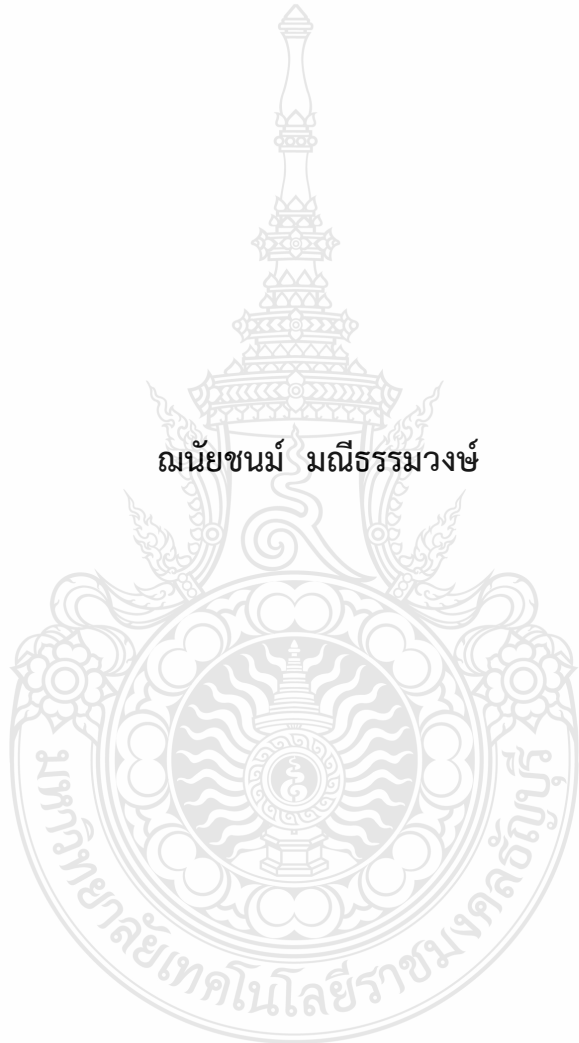 ฌนัยชนม์ มณีธรรมวงษ์
มหาวิทยาลัยเทคโนโลยีราชมงคลธัญบุรี